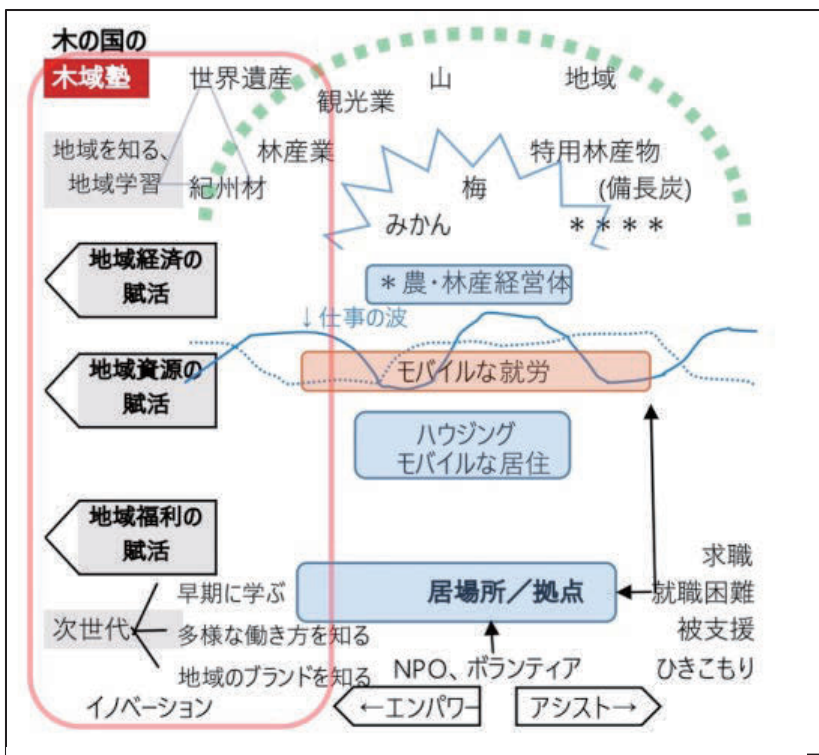 木の国の
木域塾
世界遺産
山
地域
観光業
地域を知る、
地域学習
林産業
特用林産物
紀州材
梅
(備長炭)
みかん
＊＊＊＊
地域経済の
賦活
＊農・林産経営体
↓仕事の波
地域資源の
賦活
モバイルな就労
ハウジング
モバイルな居住
地域福利の
賦活
求職
早期に学ぶ
居場所／拠点
就職困難
次世代
多様な働き方を知る
被支援
地域のブランドを知る
NPO、ボランティア
ひきこもり
イノベーション
←エンパワー
アシスト→